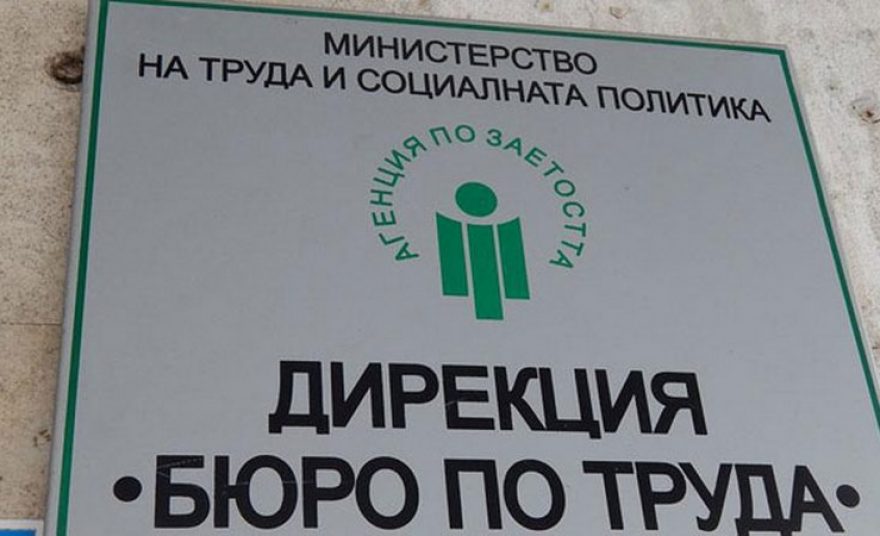 МИНИСТЕРСТВО
НА ТРУДА И СОЦИАЛНАТА ПОЛИТИКА
АГЕНЦИЯ ПО ЗАЕТОСТТА
ДИРЕКЦИЯ
•БЮРО ПО ТРУДА•